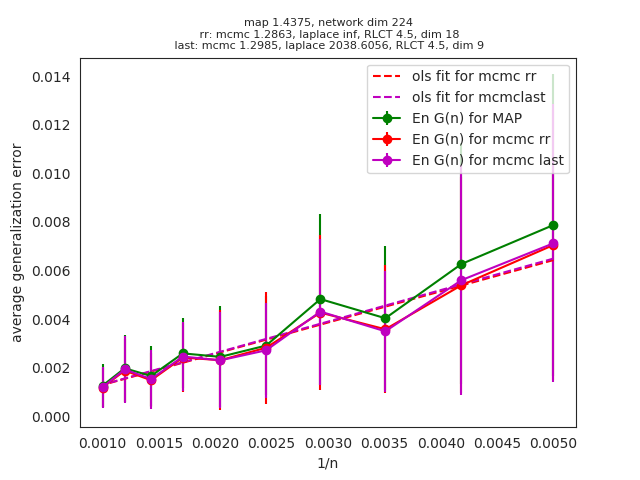 map 1.4375, network dim 224
rr: mcmc 1.2863, laplace inf, RLCT 4.5, dim 18
last: mcmc 1.2985, laplace 2038.6056, RLCT 4.5, dim 9
ols fit for mcmc rr
ols fit for mcmclast
En G(n) for MAP
En G(n) for mcmc rr
En G(n) for mcmc last
average generalization error
0.014
0.012
0.010
0.008
0.006
0.004
0.002
0.000
0.0010 0.0015 0.0020 0.0025 0.0030 0.0035 0.0040 0.0045 0.0050
1/n